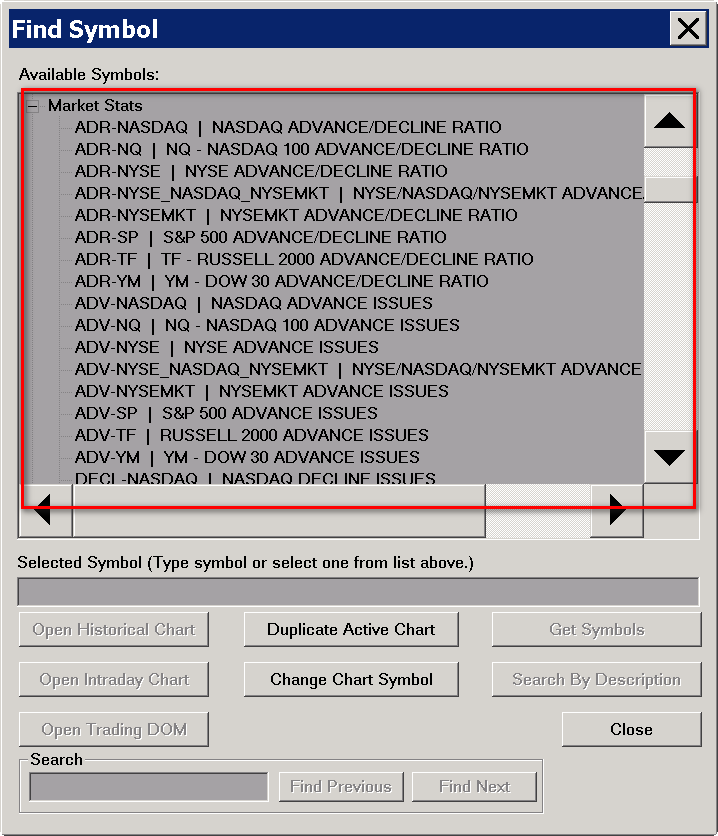 Find Symbol
Available Symbols:
Market Stats
ADR-NASDAQ | NASDAQ ADVANCE/DECLINE RATIO
ADR-NQ | NQ - NASDAQ 100 ADVANCE/DECLINE RATIO
ADR-NYSE | NYSE ADVANCE/DECLINE RATIO
ADR-NYSE_NASDAQ_NYSEMKT | NYSE/NASDAQ/NYSEMKT ADVANCE
ADR-NYSEMKT | NYSEMKT ADVANCE/DECLINE RATIO
ADR-SP | S&P 500 ADVANCE/DECLINE RATIO
ADR-TF | TF - RUSSELL 2000 ADVANCE/DECLINE RATIO
ADR-YM | YM - DOW 30 ADVANCE/DECLINE RATIO
ADV-NASDAQ | NASDAQ ADVANCE ISSUES
ADV-NQ | NQ - NASDAQ 100 ADVANCE ISSUES
ADV-NYSE | NYSE ADVANCE ISSUES
ADV-NYSE_NASDAQ_NYSEMKT | NYSE/NASDAQ/NYSEMKT ADVANCE
ADV-NYSEMKT | NYSEMKT ADVANCE ISSUES
ADV-SP | S&P 500 ADVANCE ISSUES
ADV-TF | RUSSELL 2000 ADVANCE ISSUES
ADV-YM | YM - DOW 30 ADVANCE ISSUES
DECL-NASDAQ | NASDAQ DECLINE ISSUES
Selected Symbol (Type symbol or select one from list above.)
Open Historical Chart
Duplicate Active Chart
Get Symbols
Open Intraday Chart
Change Chart Symbol
Search By Description
Open Trading DOM
Close
Search
Find Previous
Find Next